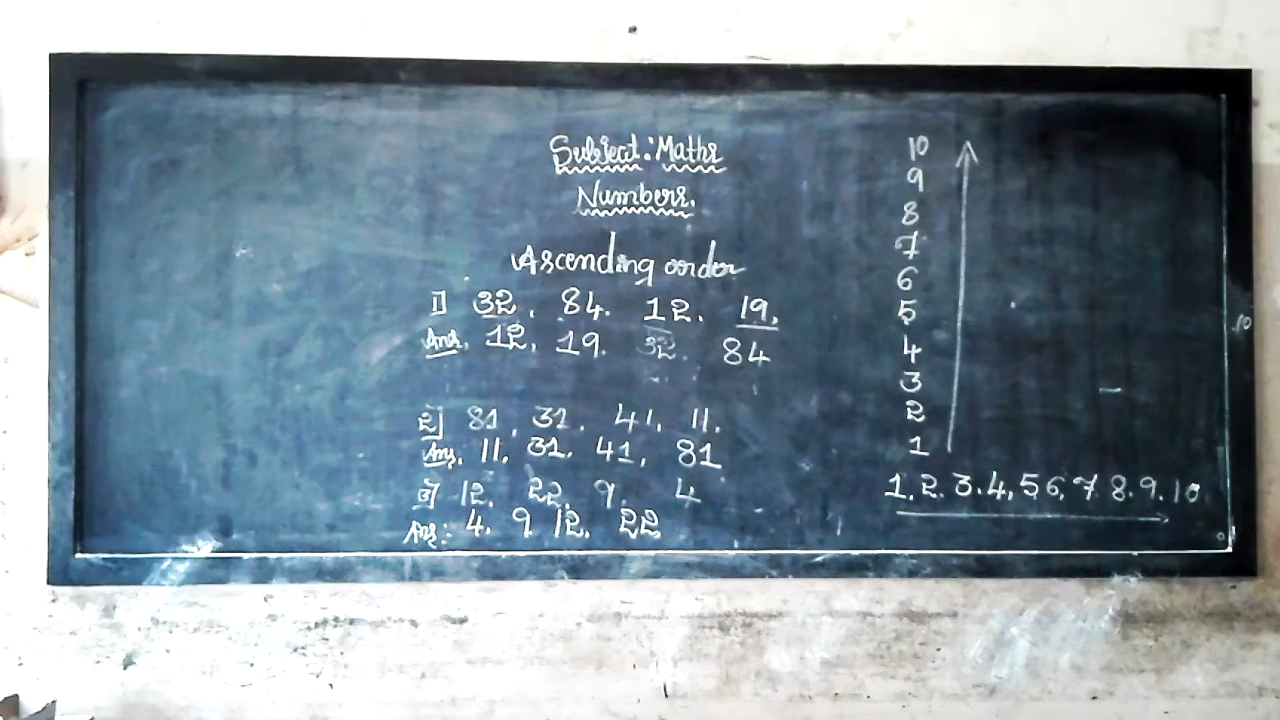 Subject: Maths
Numbers.
Ascending order
1] 32. 84. 12. 19.
Ans. 12. 19. 32. 84
2] 81. 31. 41. 11.
Ans. 11. 31. 41. 81
3] 12. 22. 9. 4
Ans: 4. 9 12. 22
10
9
8
7
6
5
4
3
2
1
1. 2. 3. 4. 5 6. 7 8. 9. 10.
10